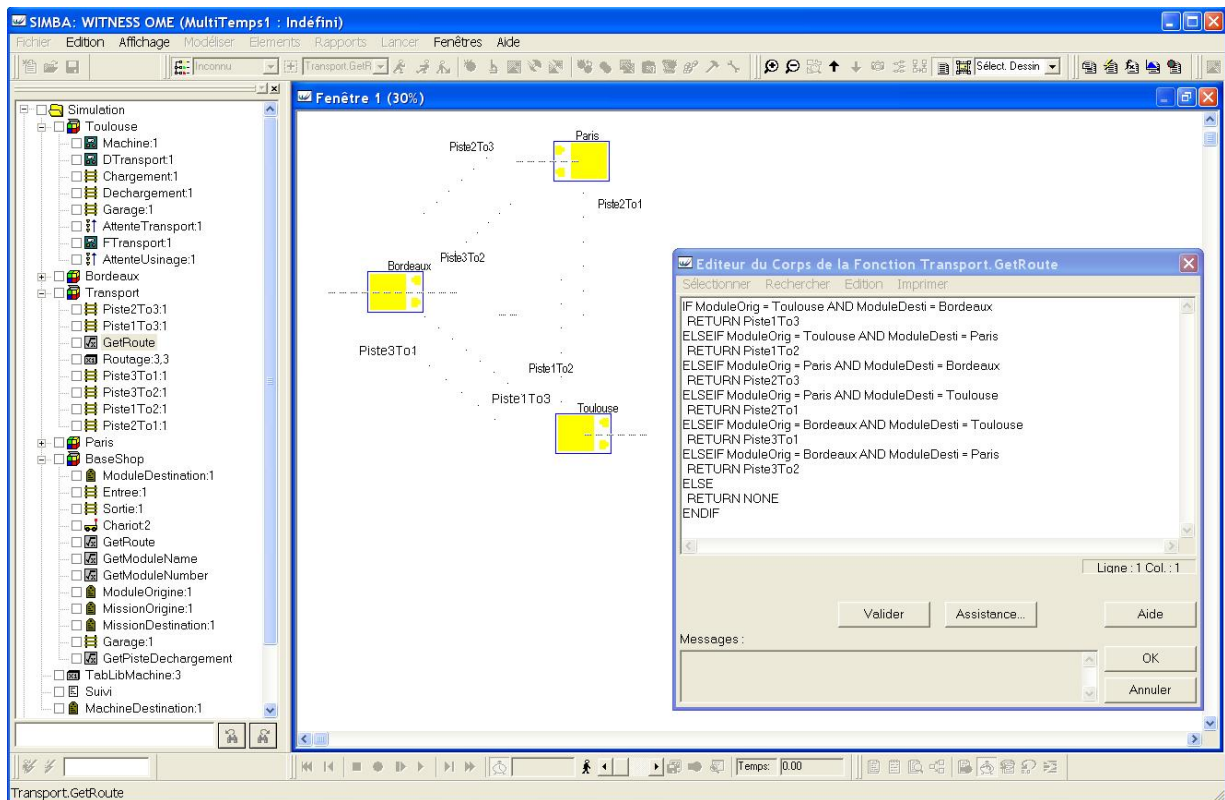 SIMBA: WITNESS OME (MultiTemps1 : Indéfini)
Fichier Edition Affichage Modéliser Elements Rapports Lancer Fenêtres Aide
Inconnu Transport.GetR Sélect. Dessin
Simulation
Toulouse
Machine:1
DTransport:1
Chargement:1
Dechargement:1
Garage:1
AttenteTransport:1
FTransport:1
AttenteUsinage:1
Bordeaux
Transport
Piste2To3:1
Piste1To3:1
GetRoute
Routage:3,3
Piste3To1:1
Piste3To2:1
Piste1To2:1
Piste2To1:1
Paris
BaseShop
ModuleDestination:1
Entree:1
Sortie:1
Chariot:2
GetRoute
GetModuleName
GetModuleNumber
ModuleOrigine:1
MissionOrigine:1
MissionDestination:1
Garage:1
GetPisteDechargement
TabLibMachine:3
Suivi
MachineDestination:1
Fenêtre 1 (30%)
Paris
Piste2To3
Piste2To1
Piste3To2
Bordeaux
Piste3To1
Piste1To2
Piste1To3
Toulouse
Editeur du Corps de la Fonction Transport.GetRoute
Sélectionner Rechercher Edition Imprimer
IF ModuleOrig = Toulouse AND ModuleDesti = Bordeaux
RETURN Piste1To3
ELSEIF ModuleOrig = Toulouse AND ModuleDesti = Paris
RETURN Piste1To2
ELSEIF ModuleOrig = Paris AND ModuleDesti = Bordeaux
RETURN Piste2To3
ELSEIF ModuleOrig = Paris AND ModuleDesti = Toulouse
RETURN Piste2To1
ELSEIF ModuleOrig = Bordeaux AND ModuleDesti = Toulouse
RETURN Piste3To1
ELSEIF ModuleOrig = Bordeaux AND ModuleDesti = Paris
RETURN Piste3To2
ELSE
RETURN NONE
ENDIF
Ligne : 1 Col. : 1
Valider Assistance... Aide
Messages :
OK
Annuler
Temps: 0.00
Transport.GetRoute